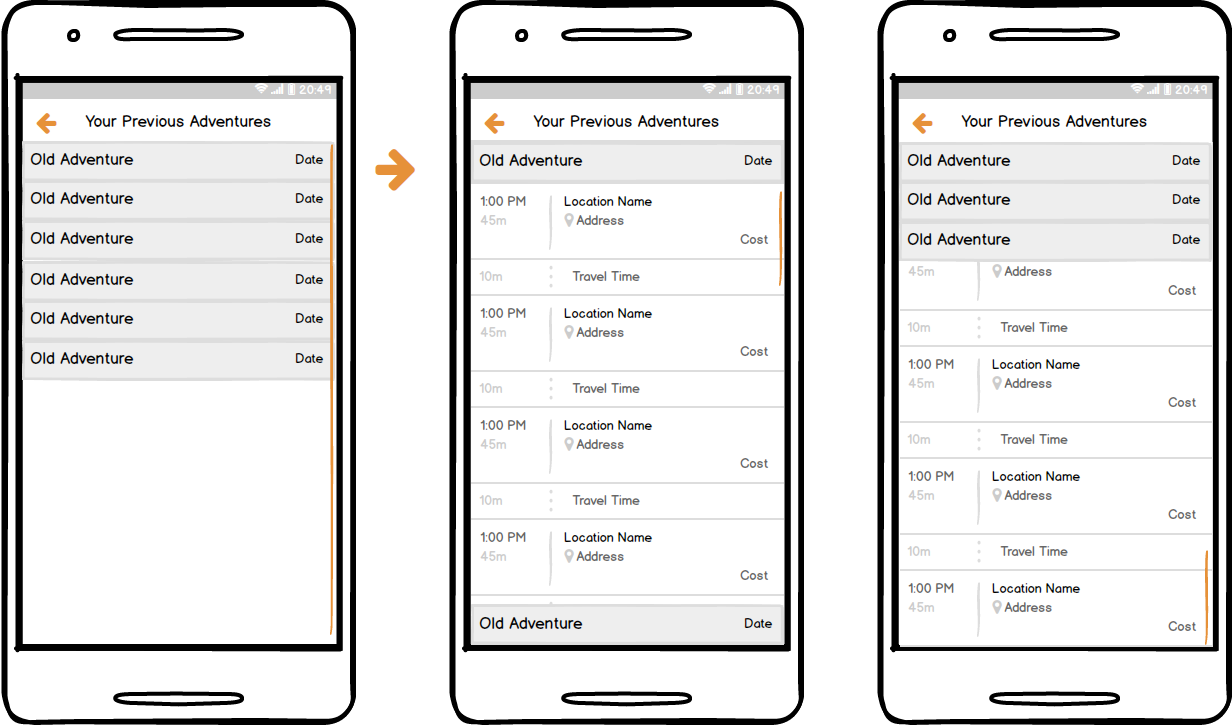 20:49
Your Previous Adventures
Old Adventure Date
Old Adventure Date
Old Adventure Date
Old Adventure Date
Old Adventure Date
Old Adventure Date
20:49
Your Previous Adventures
Old Adventure Date
1:00 PM Location Name
45m Address
Cost
10m Travel Time
1:00 PM Location Name
45m Address
Cost
10m Travel Time
1:00 PM Location Name
45m Address
Cost
10m Travel Time
1:00 PM Location Name
45m Address
Cost
Old Adventure Date
20:49
Your Previous Adventures
Old Adventure Date
Old Adventure Date
Old Adventure Date
45m Address
Cost
10m Travel Time
1:00 PM Location Name
45m Address
Cost
10m Travel Time
1:00 PM Location Name
45m Address
Cost
10m Travel Time
1:00 PM Location Name
45m Address
Cost